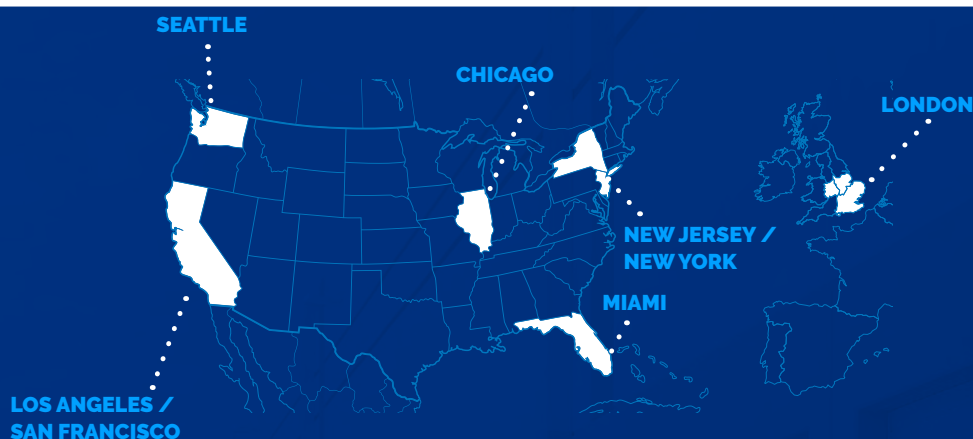 SEATTLE
CHICAGO
LONDON
NEW JERSEY /
NEW YORK
MIAMI
LOS ANGELES /
SAN FRANCISCO